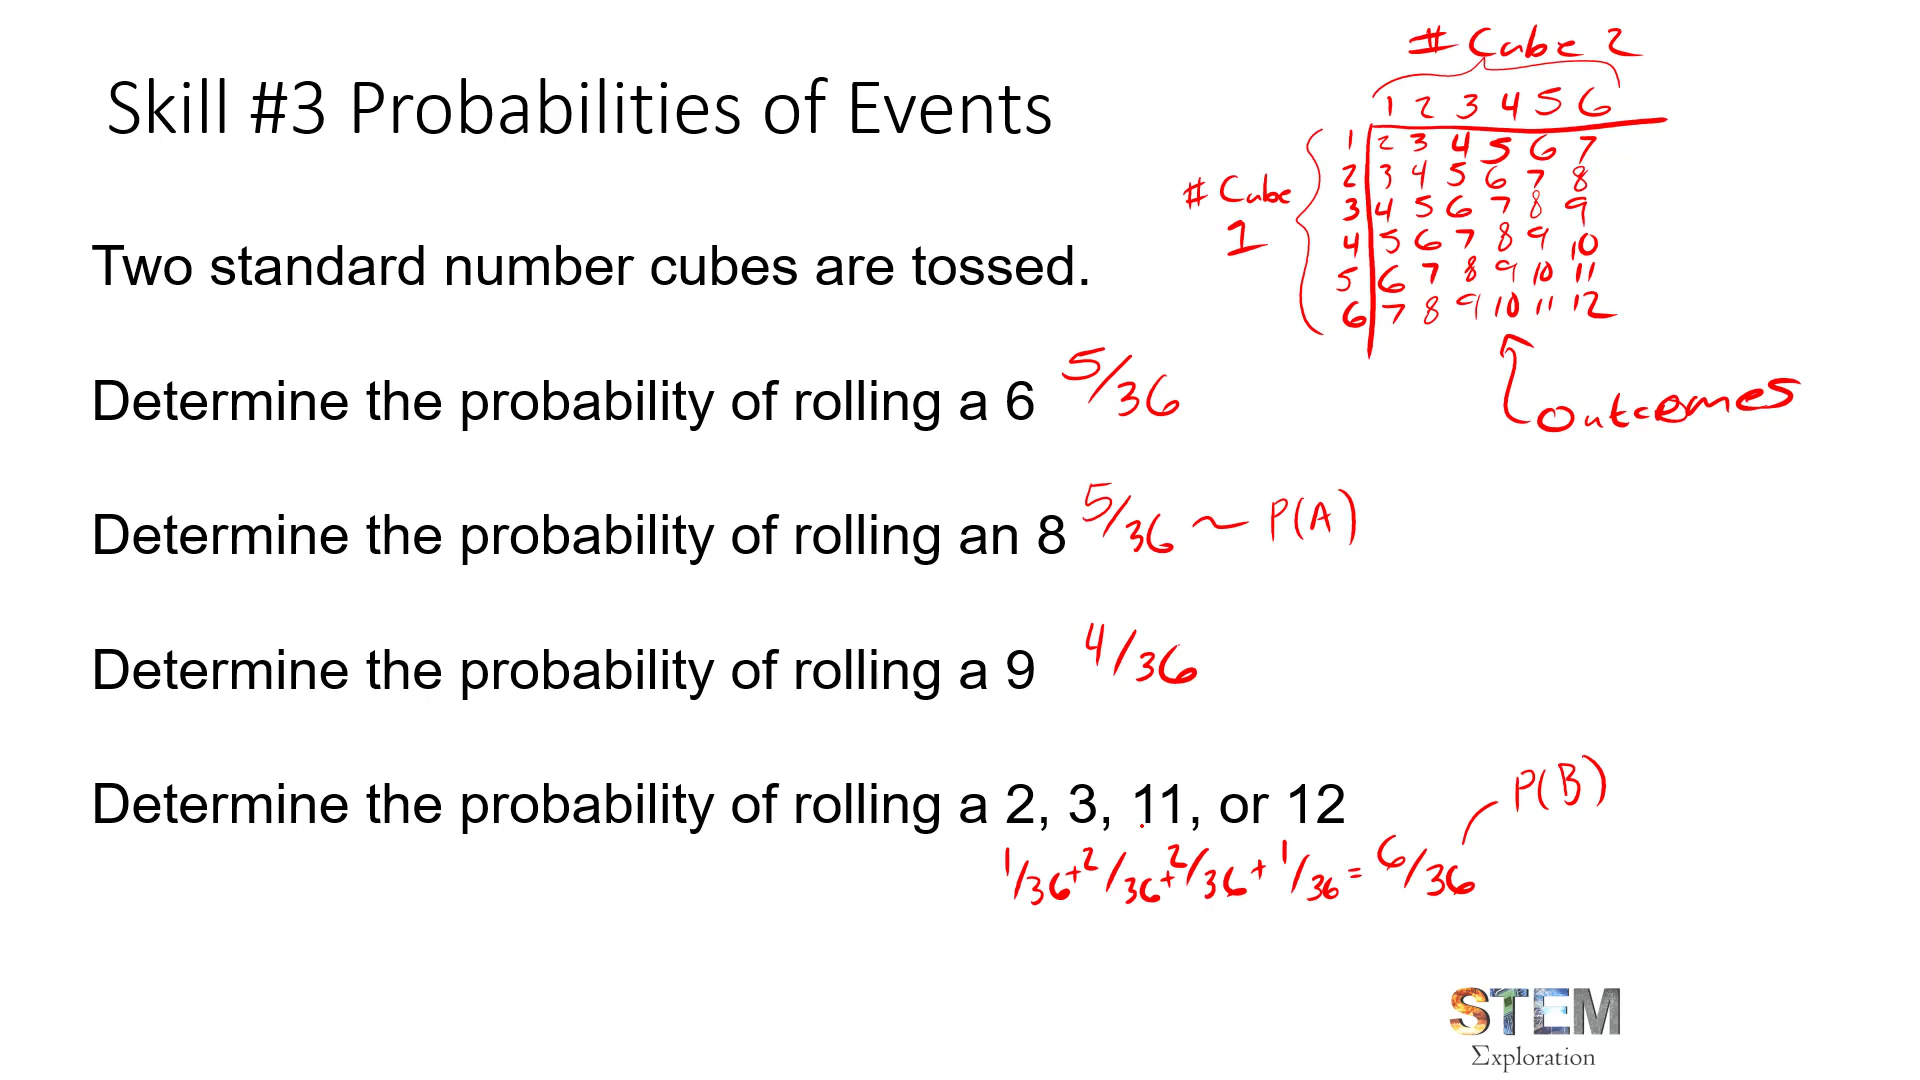 Skill #3 Probabilities of Events
# Cube 2
1 2 3 4 5 6
# Cube 1
1 2 3 4 5 6 7
2 3 4 5 6 7 8
3 4 5 6 7 8 9
4 5 6 7 8 9 10
5 6 7 8 9 10 11
6 7 8 9 10 11 12
outcomes
Two standard number cubes are tossed.
Determine the probability of rolling a 6 5/36
Determine the probability of rolling an 8 5/36 ~ P(A)
Determine the probability of rolling a 9 4/36
Determine the probability of rolling a 2, 3, 11, or 12
1/36 + 2/36 + 2/36 + 1/36 = 6/36
P(B)
STEM
Σxploration